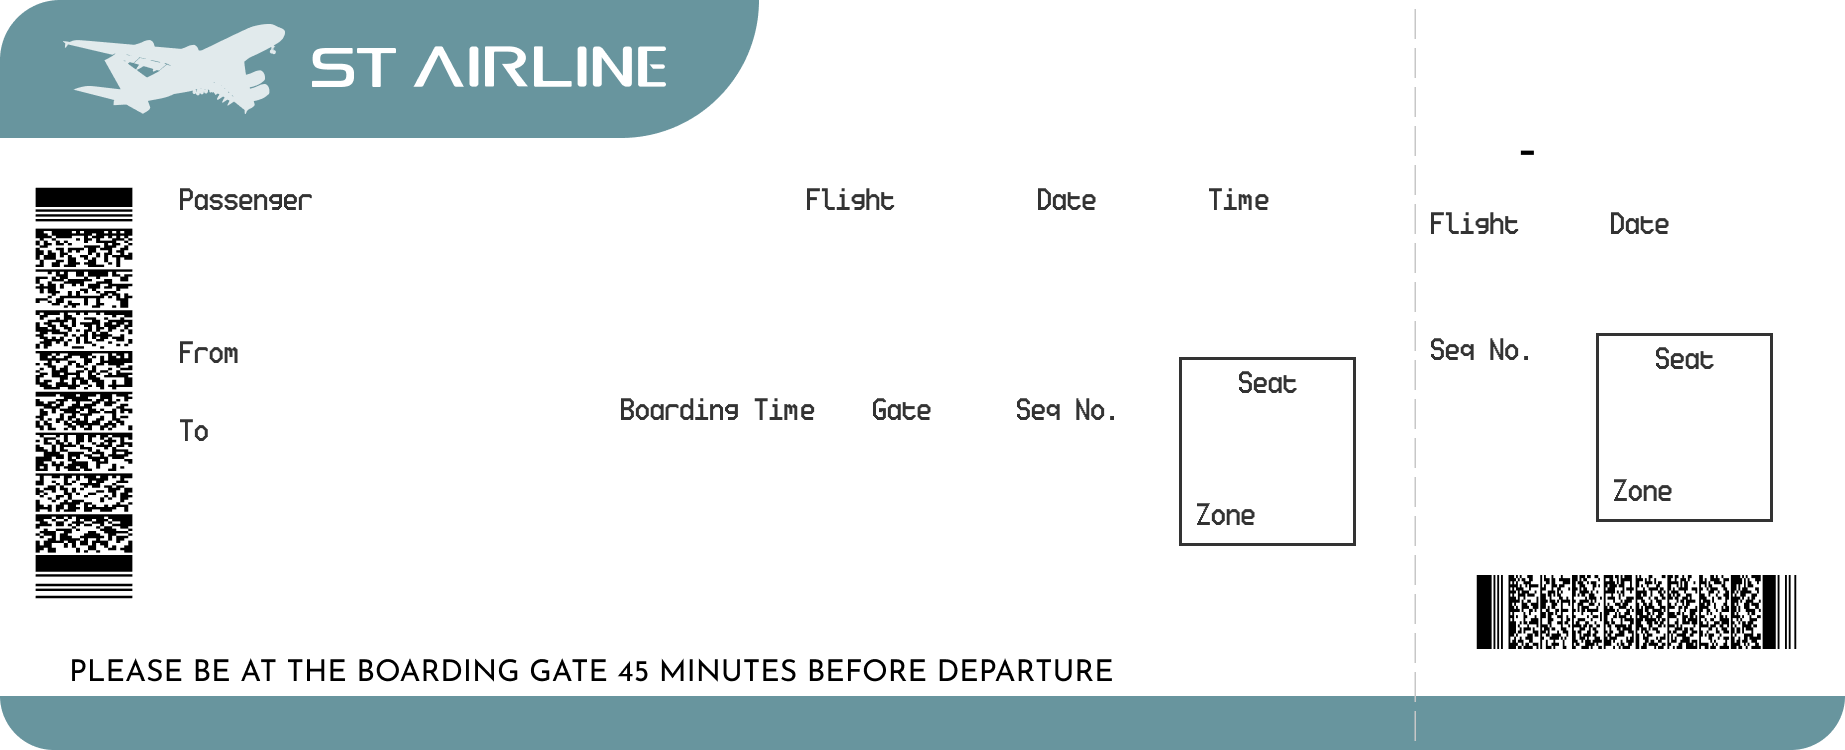 ST AIRLINE
Passenger Flight Date Time
From
To
Boarding Time Gate Seq No.
Seat
Zone
PLEASE BE AT THE BOARDING GATE 45 MINUTES BEFORE DEPARTURE
-
Flight Date
Seq No.
Seat
Zone